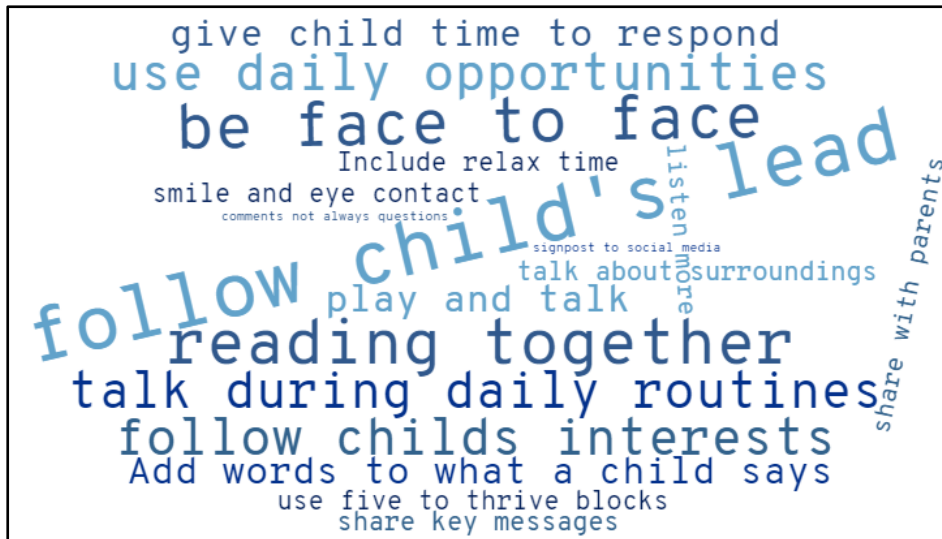 give child time to respond
use daily opportunities
be face to face
Include relax time
smile and eye contact
comments not always questions
follow child's lead
listen more
signpost to social media
talk about surroundings
play and talk
share with parents
reading together
talk during daily routines
follow childs interests
Add words to what a child says
use five to thrive blocks
share key messages